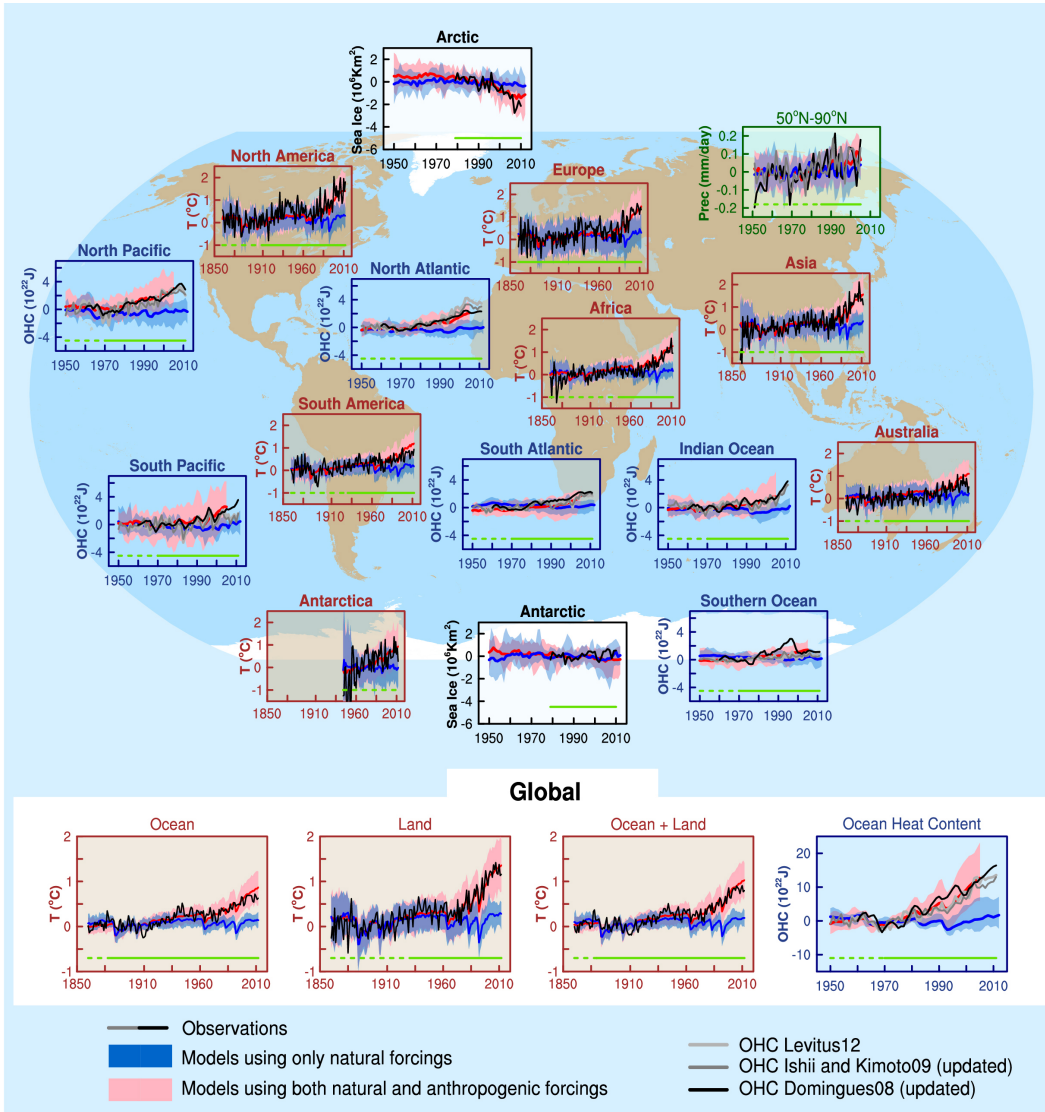 Arctic
Sea Ice (10⁶Km²)
2
0
-2
-4
-6
1950 1970 1990 2010
50°N-90°N
Prec (mm/day)
0.2
0.1
0
-0.1
-0.2
1950 1970 1990 2010
North America
T (°C)
2
1
0
-1
1850 1910 1960 2010
Europe
T (°C)
2
1
0
-1
1850 1910 1960 2010
North Pacific
OHC (10²²J)
4
0
-4
1950 1970 1990 2010
North Atlantic
OHC (10²²J)
4
0
-4
1950 1970 1990 2010
Asia
T (°C)
2
1
0
-1
1850 1910 1960 2010
Africa
T (°C)
2
1
0
-1
1850 1910 1960 2010
South America
T (°C)
2
1
0
-1
1850 1910 1960 2010
South Pacific
OHC (10²²J)
4
0
-4
1950 1970 1990 2010
South Atlantic
OHC (10²²J)
4
0
-4
1950 1970 1990 2010
Indian Ocean
OHC (10²²J)
4
0
-4
1950 1970 1990 2010
Australia
T (°C)
2
1
0
-1
1850 1910 1960 2010
Antarctica
T (°C)
2
1
0
-1
1850 1910 1960 2010
Antarctic
Sea Ice (10⁶Km²)
2
0
-2
-4
-6
1950 1970 1990 2010
Southern Ocean
OHC (10²²J)
4
0
-4
1950 1970 1990 2010
Global
Ocean
T (°C)
2
1
0
-1
1850 1910 1960 2010
Land
T (°C)
2
1
0
-1
1850 1910 1960 2010
Ocean + Land
T (°C)
2
1
0
-1
1850 1910 1960 2010
Ocean Heat Content
OHC (10²²J)
20
10
0
-10
1950 1970 1990 2010
Observations
Models using only natural forcings
Models using both natural and anthropogenic forcings
OHC Levitus12
OHC Ishii and Kimoto09 (updated)
OHC Domingues08 (updated)